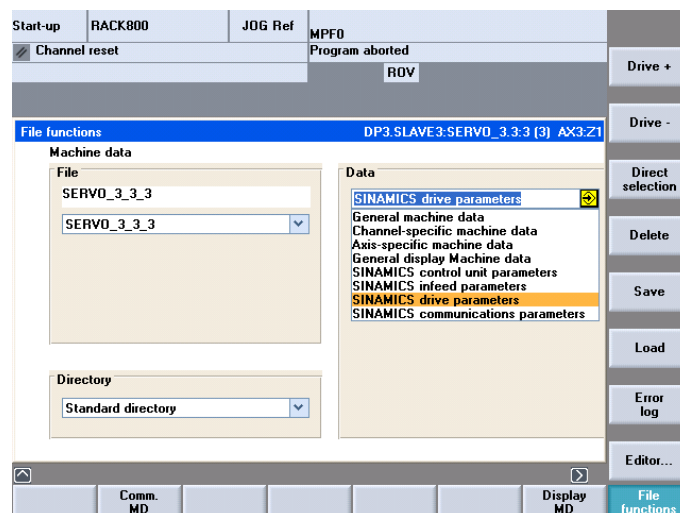 Start-up RACK800 JOG Ref MPF0
Channel reset Program aborted
ROV
File functions DP3.SLAVE3:SERVO_3.3:3 (3) AX3:Z1
Machine data
File
SERVO_3_3_3
SERVO_3_3_3
Directory
Standard directory
Data
SINAMICS drive parameters
General machine data
Channel-specific machine data
Axis-specific machine data
General display Machine data
SINAMICS control unit parameters
SINAMICS infeed parameters
SINAMICS drive parameters
SINAMICS communications parameters
Drive +
Drive -
Direct
selection
Delete
Save
Load
Error
log
Editor...
File
functions
Comm.
MD
Display
MD